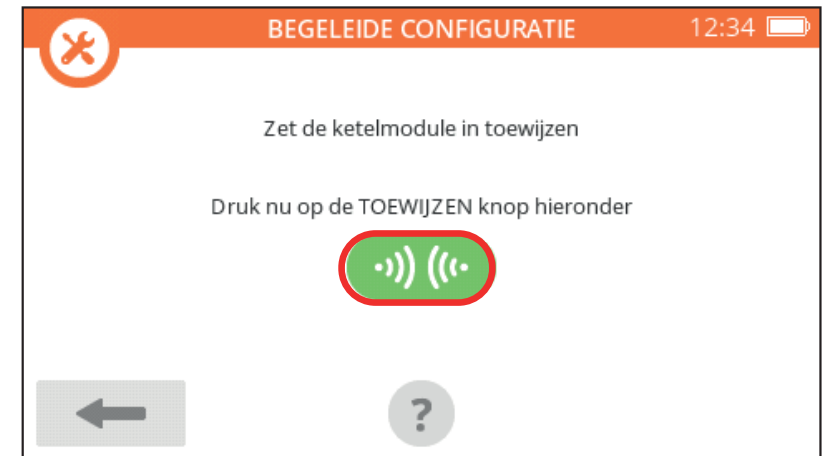 BEGELEIDE CONFIGURATIE 12:34
Zet de ketelmodule in toewijzen
Druk nu op de TOEWIJZEN knop hieronder
?